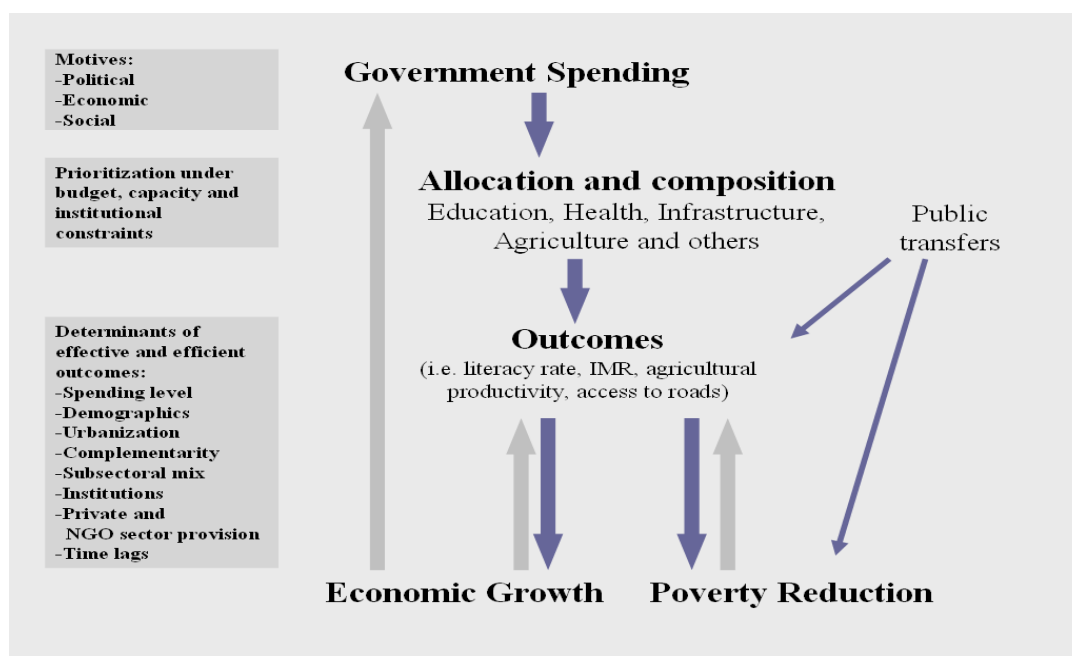 Motives:
-Political
-Economic
-Social
Government Spending
Prioritization under
budget, capacity and
institutional
constraints
Allocation and composition
Education, Health, Infrastructure,
Agriculture and others
Public
transfers
Determinants of
effective and efficient
outcomes:
-Spending level
-Demographics
-Urbanization
-Complementarity
-Subsectoral mix
-Institutions
-Private and
NGO sector provision
-Time lags
Outcomes
(i.e. literacy rate, IMR, agricultural
productivity, access to roads)
Economic Growth
Poverty Reduction